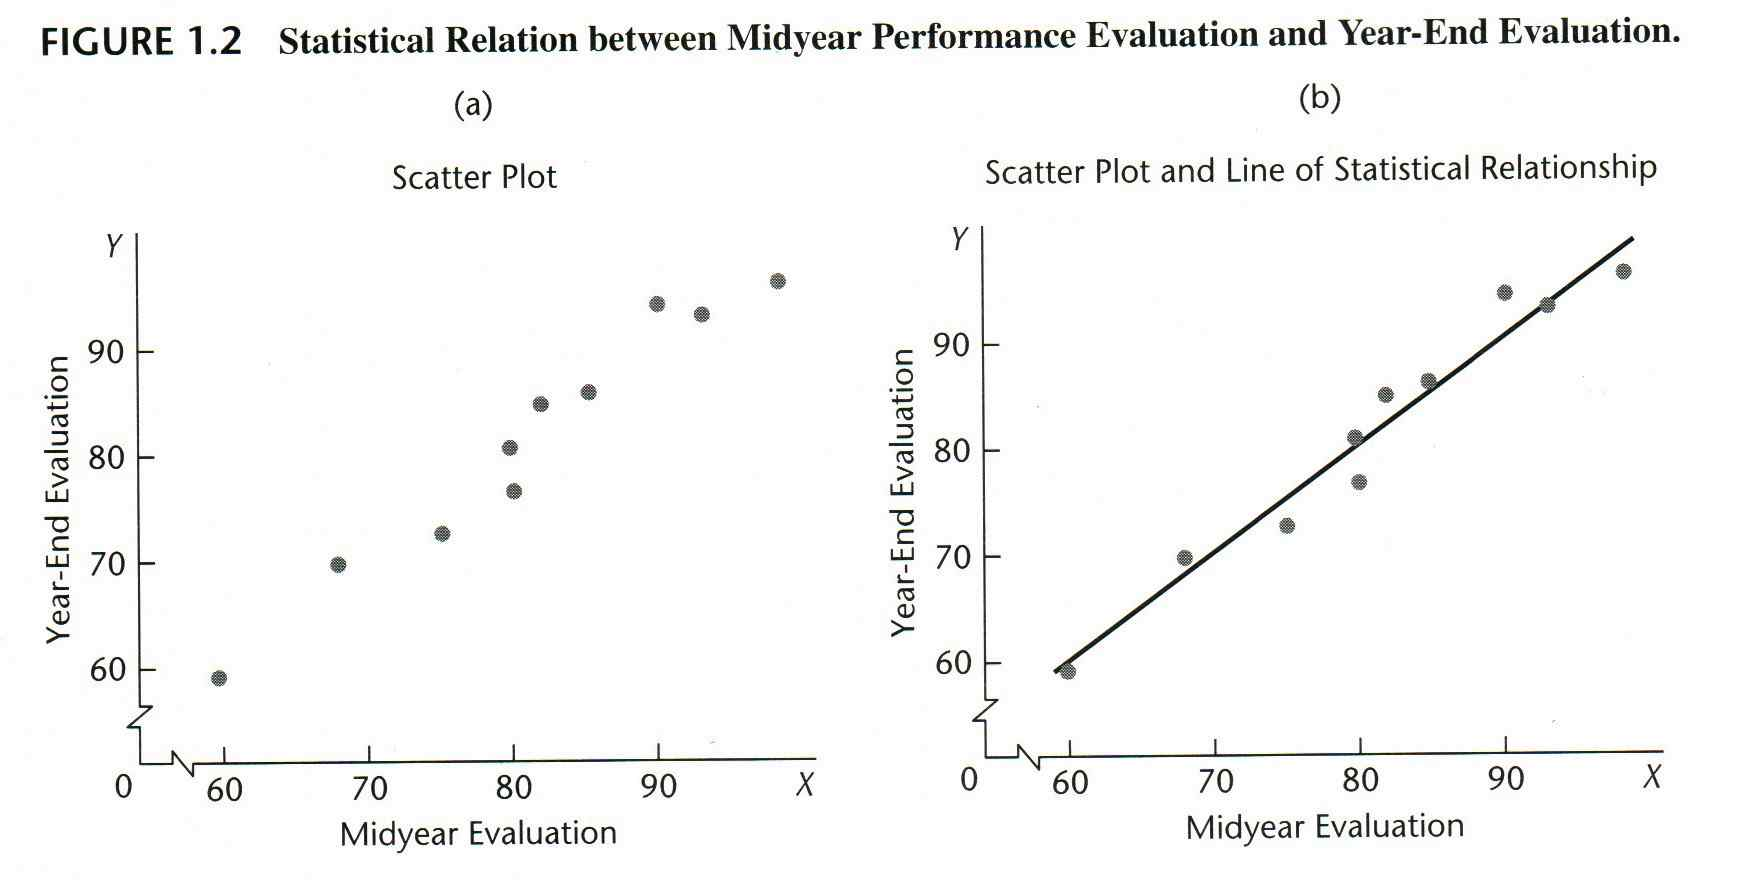 FIGURE 1.2 Statistical Relation between Midyear Performance Evaluation and Year-End Evaluation.
(a)
Scatter Plot
Y
Year-End Evaluation
90
80
70
60
0
60 70 80 90 X
Midyear Evaluation
(b)
Scatter Plot and Line of Statistical Relationship
Y
Year-End Evaluation
90
80
70
60
0
60 70 80 90 X
Midyear Evaluation